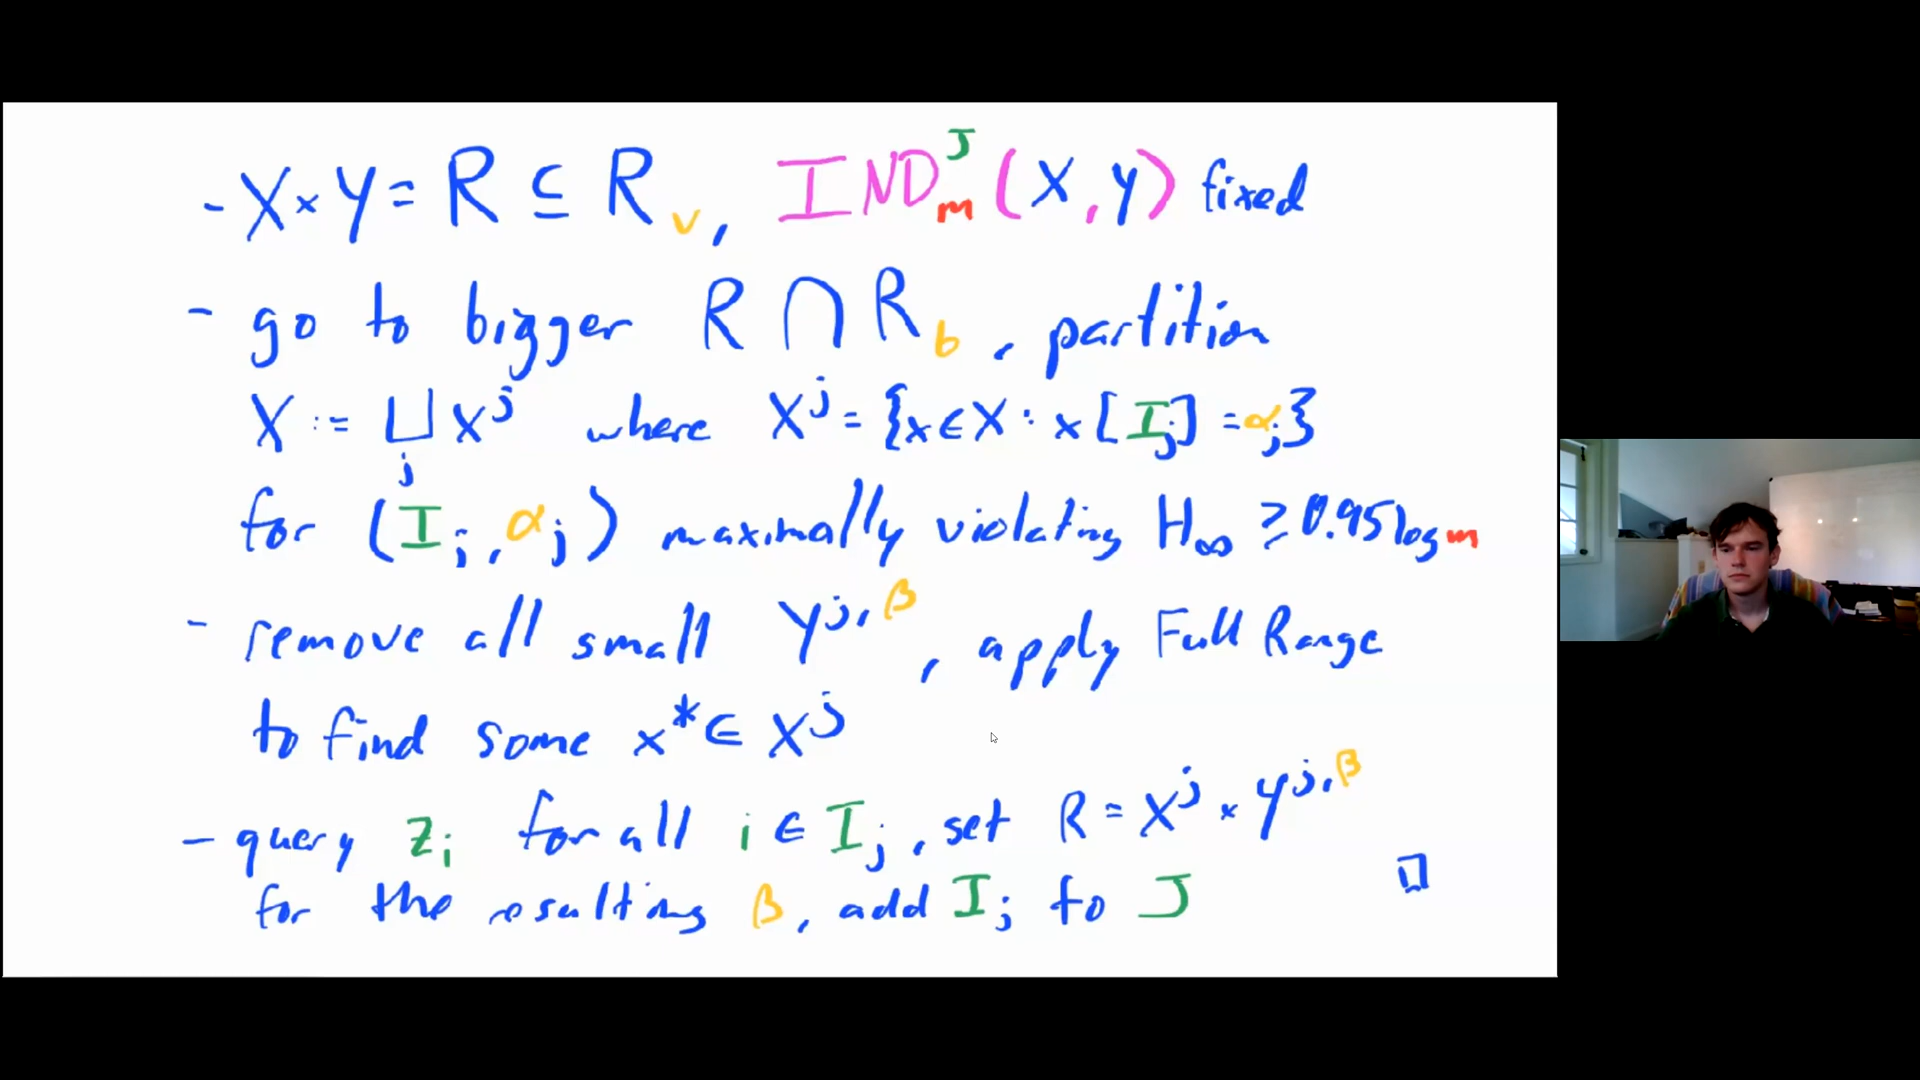 - X × Y = R ⊆ R_v, IND_m^J (X, Y) fixed
- go to bigger R ∩ R_b, partition
X := ⊔_j X^j where X^j = {x ∈ X : x[I_j] = α_j}
for (I_j, α_j) maximally violating H_∞ ≥ 0.95 log m
- remove all small Y^{j,β}, apply Full Range
to find some x* ∈ X^j
- query z_i for all i ∈ I_j, set R = X^j × Y^{j,β}
for the resulting β, add I_j to J □